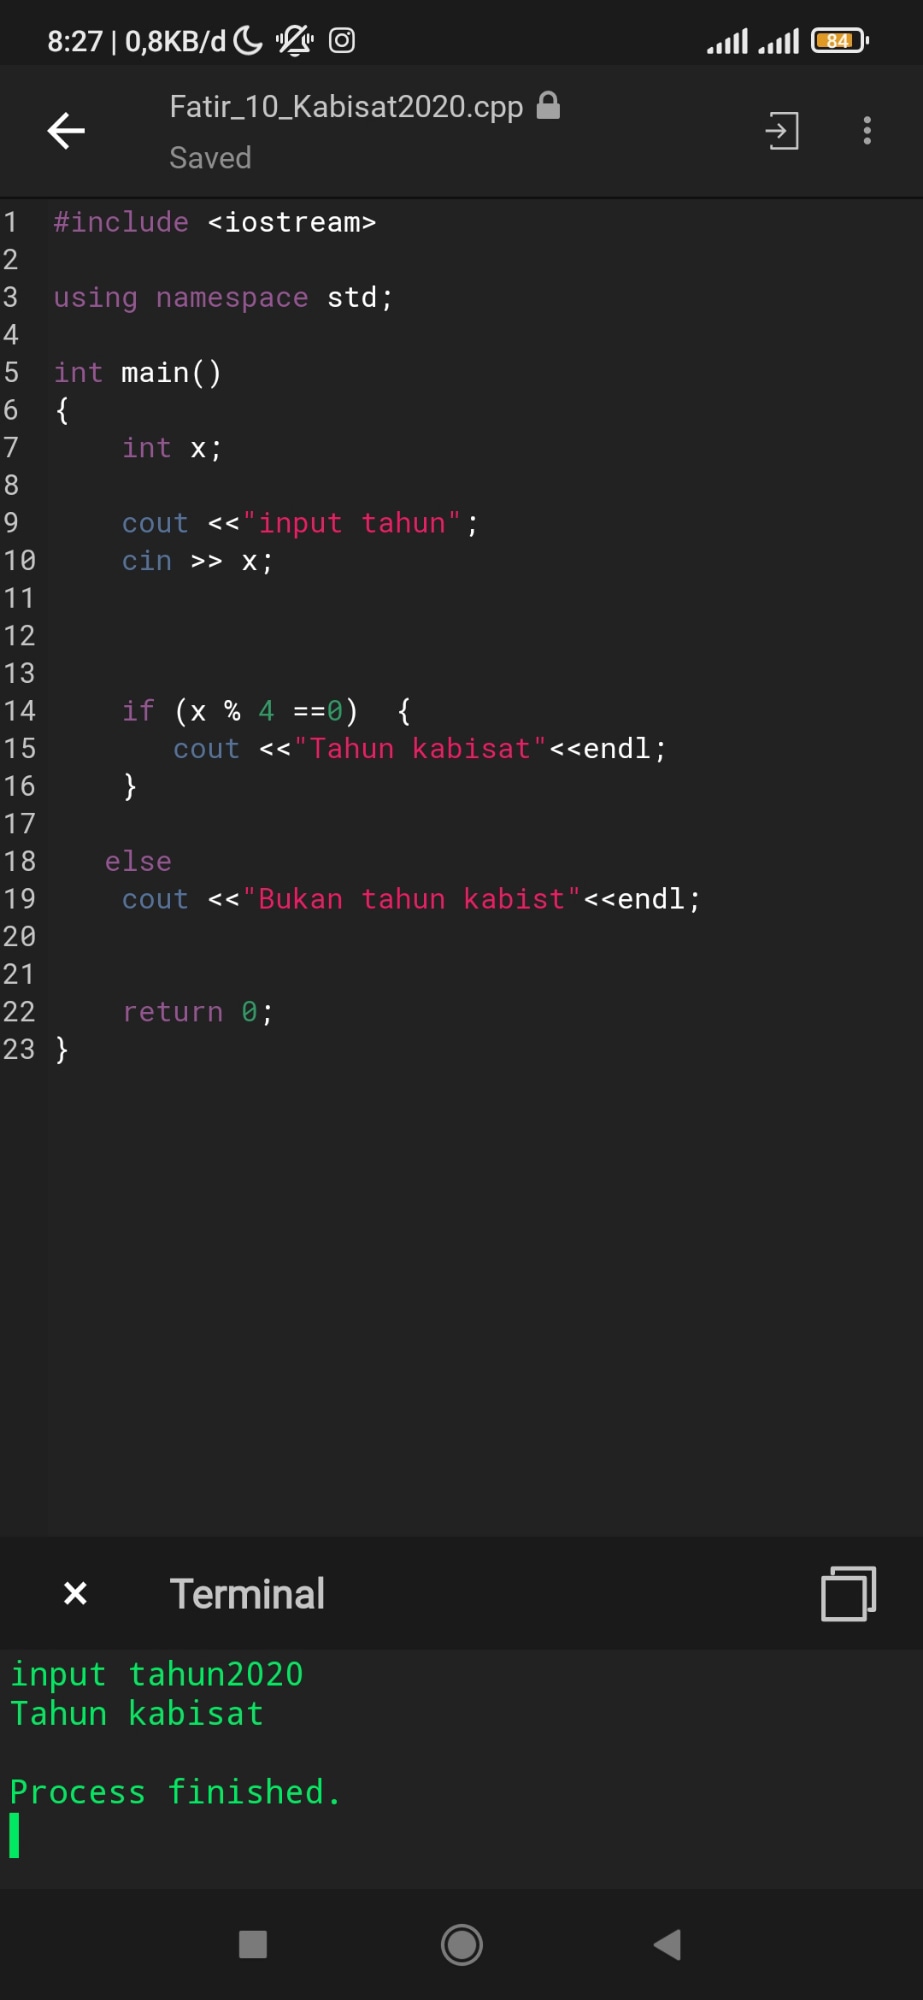 8:27 | 0,8KB/d
84
Fatir_10_Kabisat2020.cpp
Saved
1 #include <iostream>
2
3 using namespace std;
4
5 int main()
6 {
7 int x;
8
9 cout <<"input tahun";
10 cin >> x;
11
12
13
14 if (x % 4 ==0)  {
15 cout <<"Tahun kabisat"<<endl;
16 }
17
18 else
19 cout <<"Bukan tahun kabist"<<endl;
20
21
22 return 0;
23 }
× Terminal
input tahun2020
Tahun kabisat
Process finished.